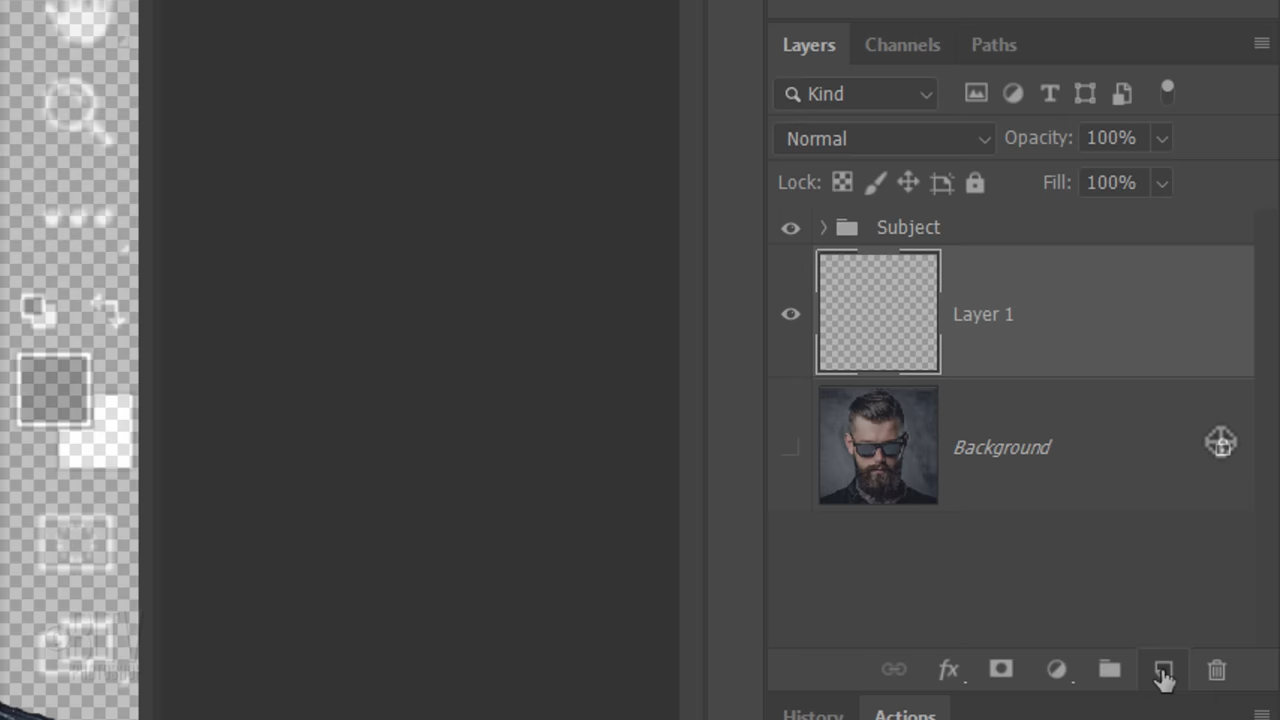 Layers Channels Paths
Kind
Normal Opacity: 100%
Lock: Fill: 100%
Subject
Layer 1
Background
fx
History Actions